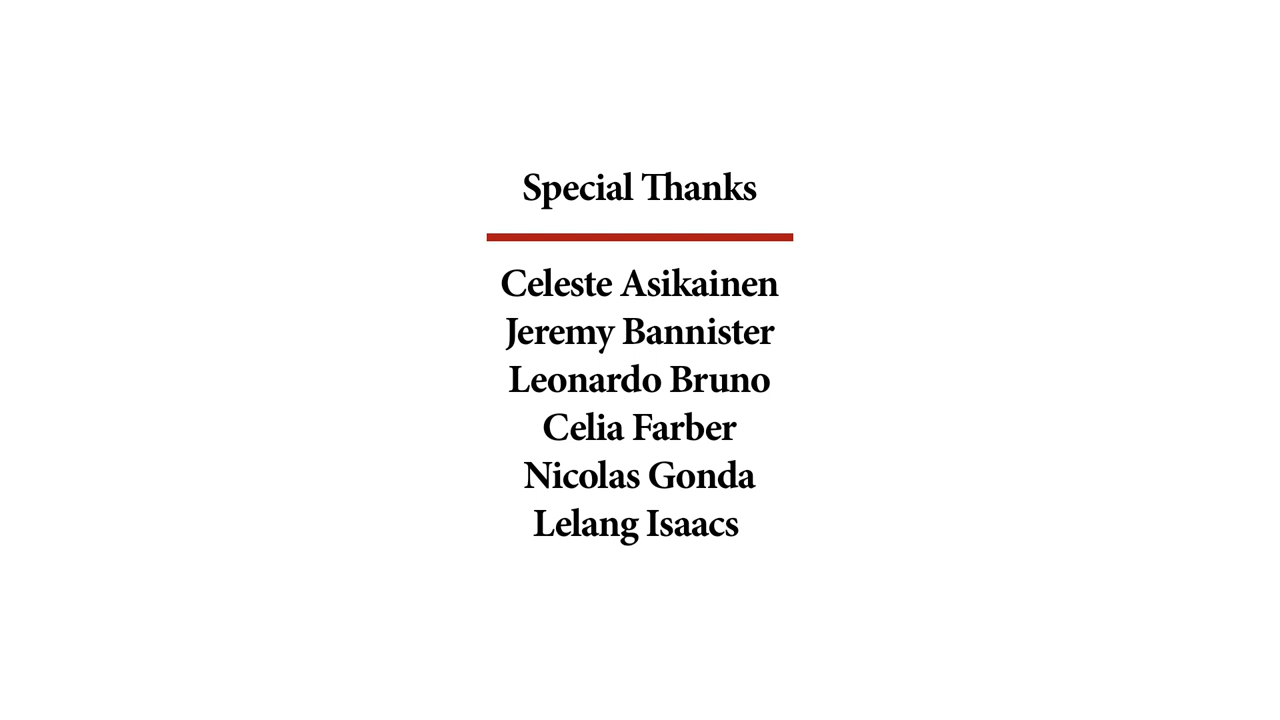 Special Thanks
Celeste Asikainen
Jeremy Bannister
Leonardo Bruno
Celia Farber
Nicolas Gonda
Lelang Isaacs